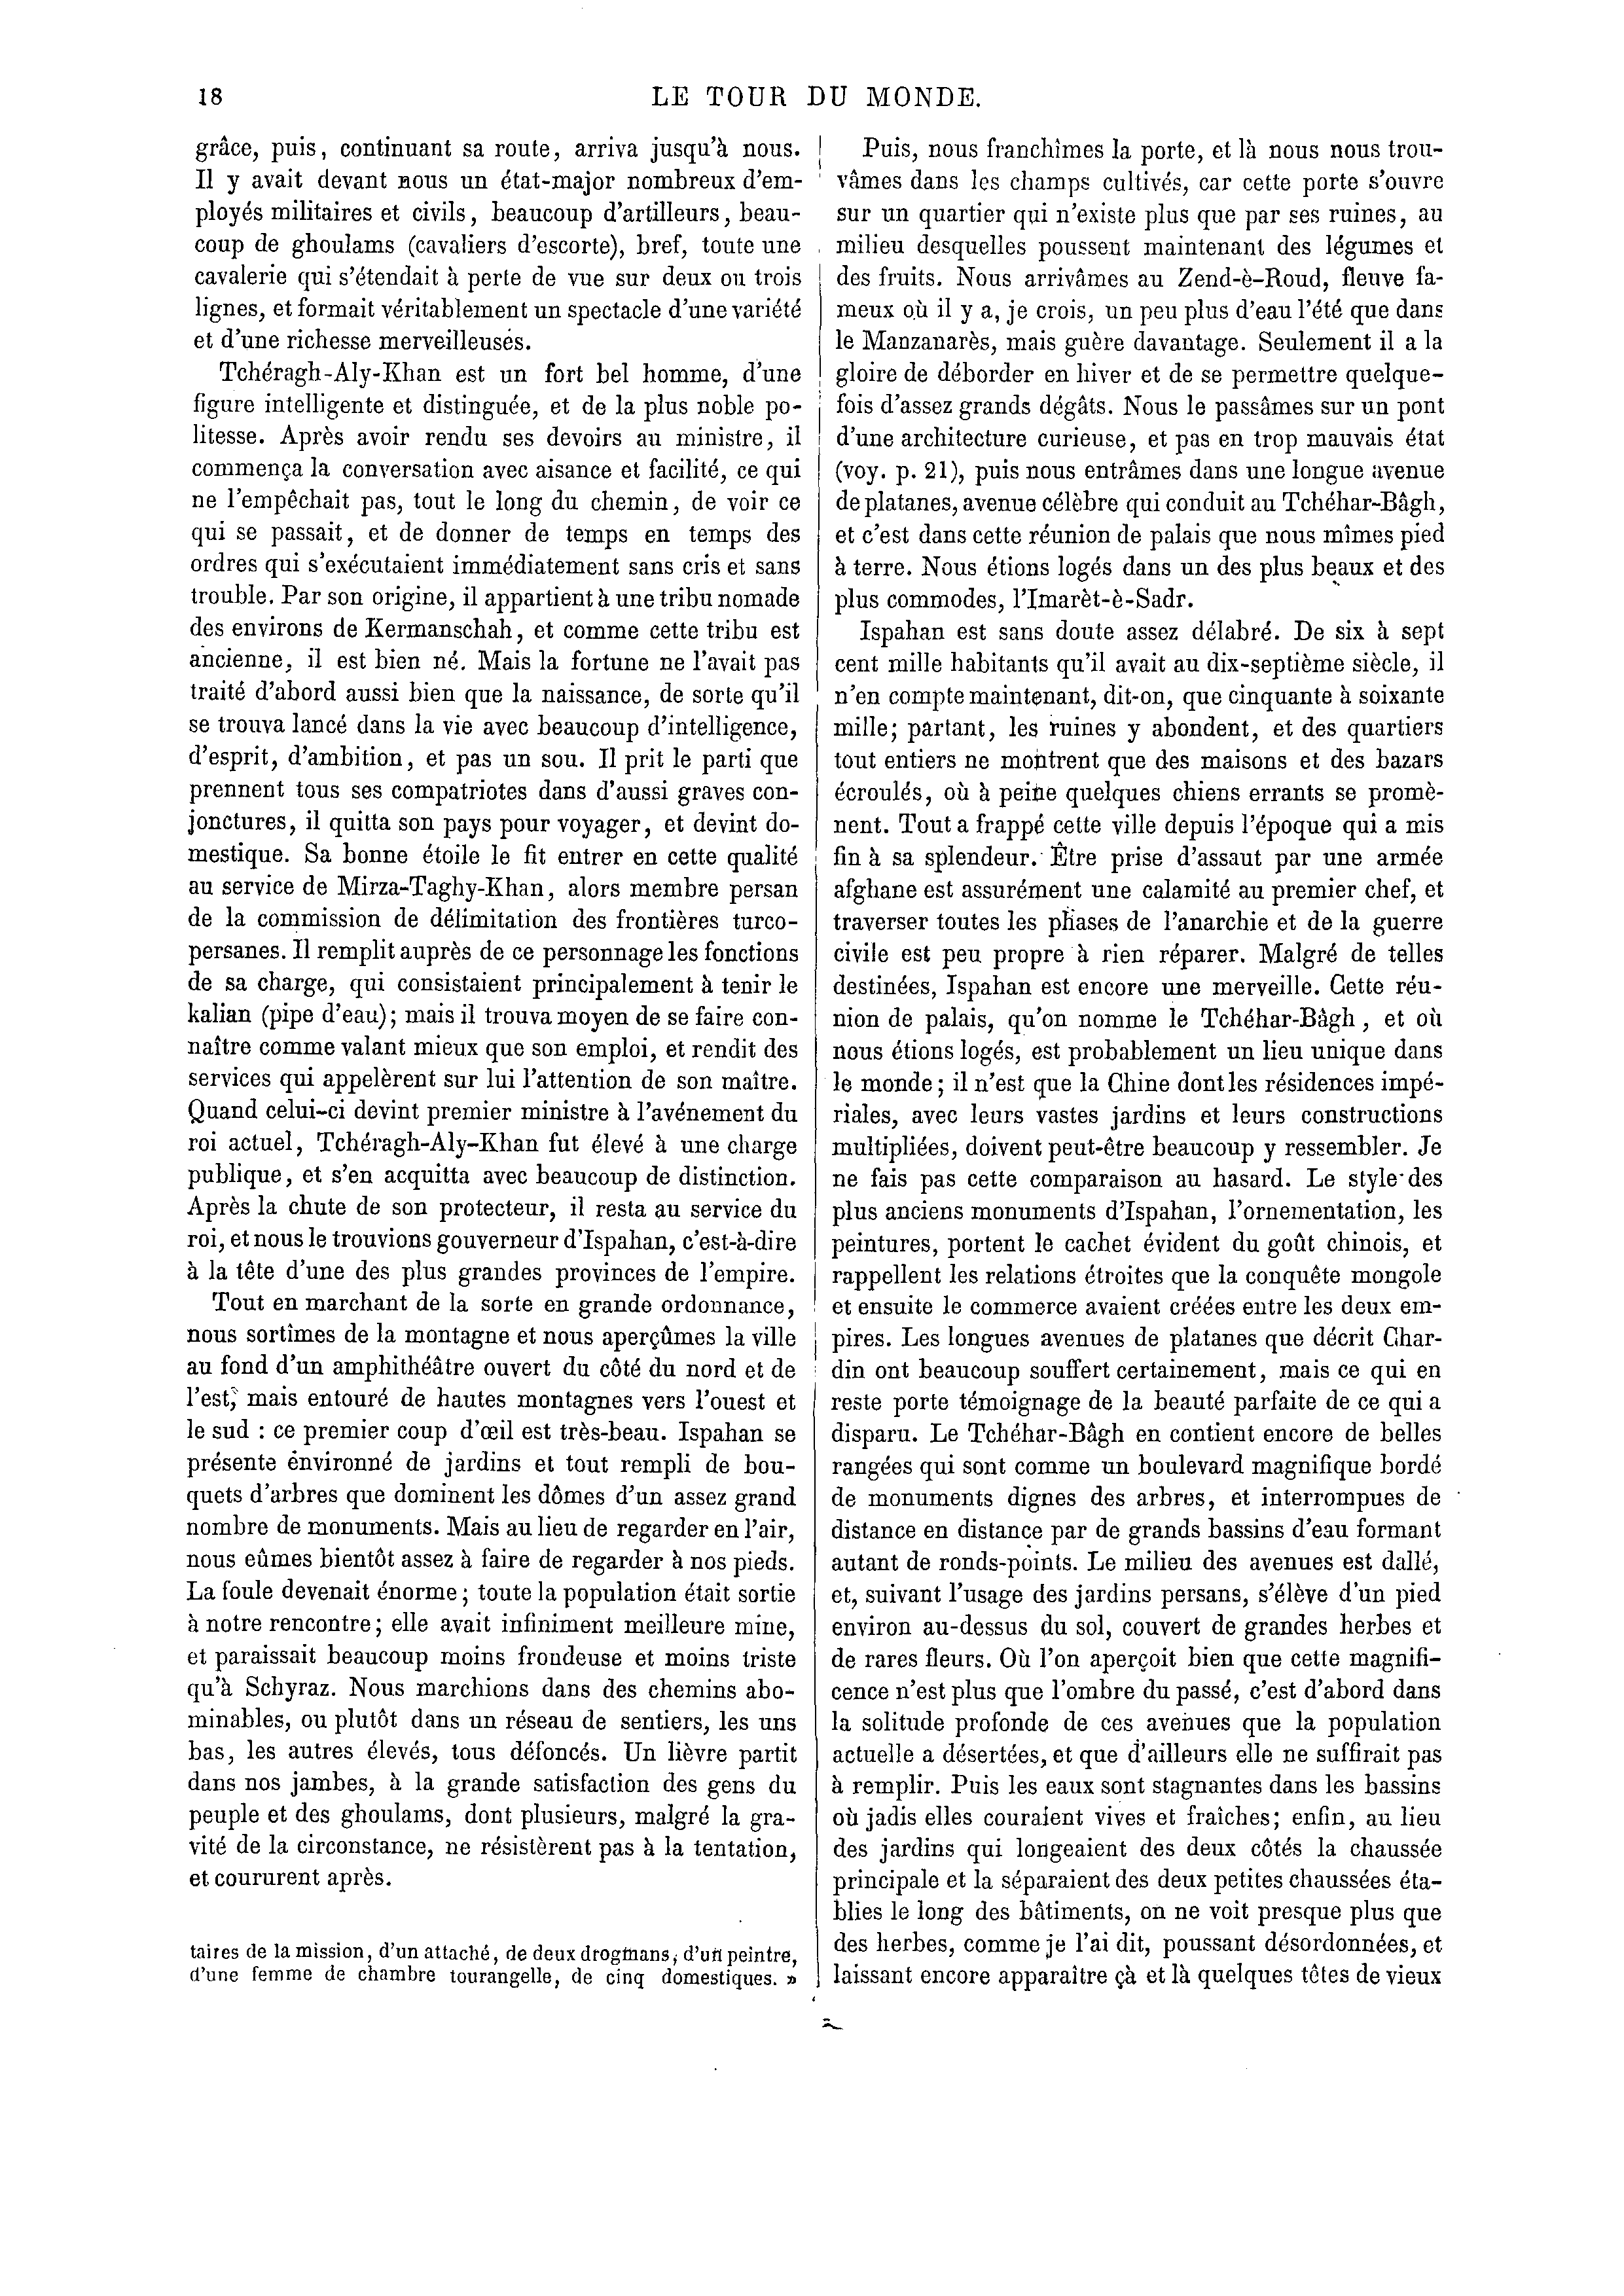 18
LE TOUR DU MONDE.
grâce, puis, continuant sa route, arriva jusqu'à nous.
Il y avait devant nous un état-major nombreux d'em-
ployés militaires et civils, beaucoup d'artilleurs, beau-
coup de ghoulams (cavaliers d'escorte), bref, toute une
cavalerie qui s'étendait à perte de vue sur deux ou trois
lignes, et formait véritablement un spectacle d'une variété
et d'une richesse merveilleuses.
Tchéragh-Aly-Khan est un fort bel homme, d'une
figure intelligente et distinguée, et de la plus noble po-
litesse. Après avoir rendu ses devoirs au ministre, il
commença la conversation avec aisance et facilité, ce qui
ne l'empêchait pas, tout le long du chemin, de voir ce
qui se passait, et de donner de temps en temps des
ordres qui s'exécutaient immédiatement sans cris et sans
trouble. Par son origine, il appartient à une tribu nomade
des environs de Kermanschah, et comme cette tribu est
ancienne, il est bien né. Mais la fortune ne l'avait pas
traité d'abord aussi bien que la naissance, de sorte qu'il
se trouva lancé dans la vie avec beaucoup d'intelligence,
d'esprit, d'ambition, et pas un sou. Il prit le parti que
prennent tous ses compatriotes dans d'aussi graves con-
jonctures, il quitta son pays pour voyager, et devint do-
mestique. Sa bonne étoile le fit entrer en cette qualité
au service de Mirza-Taghy-Khan, alors membre persan
de la commission de délimitation des frontières turco-
persanes. Il remplit auprès de ce personnage les fonctions
de sa charge, qui consistaient principalement à tenir le
kalian (pipe d'eau); mais il trouva moyen de se faire con-
naître comme valant mieux que son emploi, et rendit des
services qui appelèrent sur lui l'attention de son maître.
Quand celui-ci devint premier ministre à l'avénement du
roi actuel, Tchéragh-Aly-Khan fut élevé à une charge
publique, et s'en acquitta avec beaucoup de distinction.
Après la chute de son protecteur, il resta au service du
roi, et nous le trouvions gouverneur d'Ispahan, c'est-à-dire
à la tête d'une des plus grandes provinces de l'empire.
Tout en marchant de la sorte en grande ordonnance,
nous sortîmes de la montagne et nous aperçûmes la ville
au fond d'un amphithéâtre ouvert du côté du nord et de
l'est, mais entouré de hautes montagnes vers l'ouest et
le sud : ce premier coup d'œil est très-beau. Ispahan se
présente environné de jardins et tout rempli de bou-
quets d'arbres que dominent les dômes d'un assez grand
nombre de monuments. Mais au lieu de regarder en l'air,
nous eûmes bientôt assez à faire de regarder à nos pieds.
La foule devenait énorme; toute la population était sortie
à notre rencontre; elle avait infiniment meilleure mine,
et paraissait beaucoup moins frondeuse et moins triste
qu'à Schyraz. Nous marchions dans des chemins abo-
minables, ou plutôt dans un réseau de sentiers, les uns
bas, les autres élevés, tous défoncés. Un lièvre partit
dans nos jambes, à la grande satisfaction des gens du
peuple et des ghoulams, dont plusieurs, malgré la gra-
vité de la circonstance, ne résistèrent pas à la tentation,
et coururent après.
taires de la mission, d'un attaché, de deux drogmans, d'un peintre,
d'une femme de chambre tourangelle, de cinq domestiques. »
Puis, nous franchîmes la porte, et là nous nous trou-
vâmes dans les champs cultivés, car cette porte s'ouvre
sur un quartier qui n'existe plus que par ses ruines, au
milieu desquelles poussent maintenant des légumes et
des fruits. Nous arrivâmes au Zend-è-Roud, fleuve fa-
meux où il y a, je crois, un peu plus d'eau l'été que dans
le Manzanarès, mais guère davantage. Seulement il a la
gloire de déborder en hiver et de se permettre quelque-
fois d'assez grands dégâts. Nous le passâmes sur un pont
d'une architecture curieuse, et pas en trop mauvais état
(voy. p. 21), puis nous entrâmes dans une longue avenue
de platanes, avenue célèbre qui conduit au Tchéhar-Bâgh,
et c'est dans cette réunion de palais que nous mîmes pied
à terre. Nous étions logés dans un des plus beaux et des
plus commodes, l'Imarèt-è-Sadr.
Ispahan est sans doute assez délabré. De six à sept
cent mille habitants qu'il avait au dix-septième siècle, il
n'en compte maintenant, dit-on, que cinquante à soixante
mille; partant, les ruines y abondent, et des quartiers
tout entiers ne montrent que des maisons et des bazars
écroulés, où à peine quelques chiens errants se promè-
nent. Tout a frappé cette ville depuis l'époque qui a mis
fin à sa splendeur. Être prise d'assaut par une armée
afghane est assurément une calamité au premier chef, et
traverser toutes les phases de l'anarchie et de la guerre
civile est peu propre à rien réparer. Malgré de telles
destinées, Ispahan est encore une merveille. Cette réu-
nion de palais, qu'on nomme le Tchéhar-Bâgh, et où
nous étions logés, est probablement un lieu unique dans
le monde; il n'est que la Chine dont les résidences impé-
riales, avec leurs vastes jardins et leurs constructions
multipliées, doivent peut-être beaucoup y ressembler. Je
ne fais pas cette comparaison au hasard. Le style des
plus anciens monuments d'Ispahan, l'ornementation, les
peintures, portent le cachet évident du goût chinois, et
rappellent les relations étroites que la conquête mongole
et ensuite le commerce avaient créées entre les deux em-
pires. Les longues avenues de platanes que décrit Char-
din ont beaucoup souffert certainement, mais ce qui en
reste porte témoignage de la beauté parfaite de ce qui a
disparu. Le Tchéhar-Bâgh en contient encore de belles
rangées qui sont comme un boulevard magnifique bordé
de monuments dignes des arbres, et interrompues de
distance en distance par de grands bassins d'eau formant
autant de ronds-points. Le milieu des avenues est dallé,
et, suivant l'usage des jardins persans, s'élève d'un pied
environ au-dessus du sol, couvert de grandes herbes et
de rares fleurs. Où l'on aperçoit bien que cette magnifi-
cence n'est plus que l'ombre du passé, c'est d'abord dans
la solitude profonde de ces avenues que la population
actuelle a désertées, et que d'ailleurs elle ne suffirait pas
à remplir. Puis les eaux sont stagnantes dans les bassins
où jadis elles couraient vives et fraîches; enfin, au lieu
des jardins qui longeaient des deux côtés la chaussée
principale et la séparaient des deux petites chaussées éta-
blies le long des bâtiments, on ne voit presque plus que
des herbes, comme je l'ai dit, poussant désordonnées, et
laissant encore apparaître çà et là quelques têtes de vieux